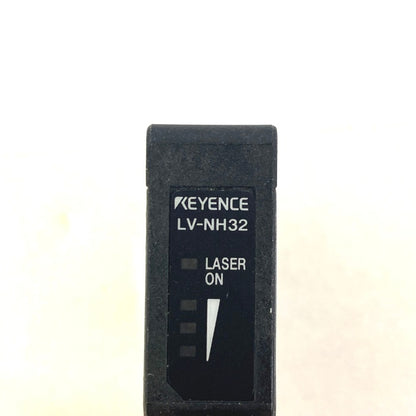 KEYENCE
LV-NH32
LASER
ON